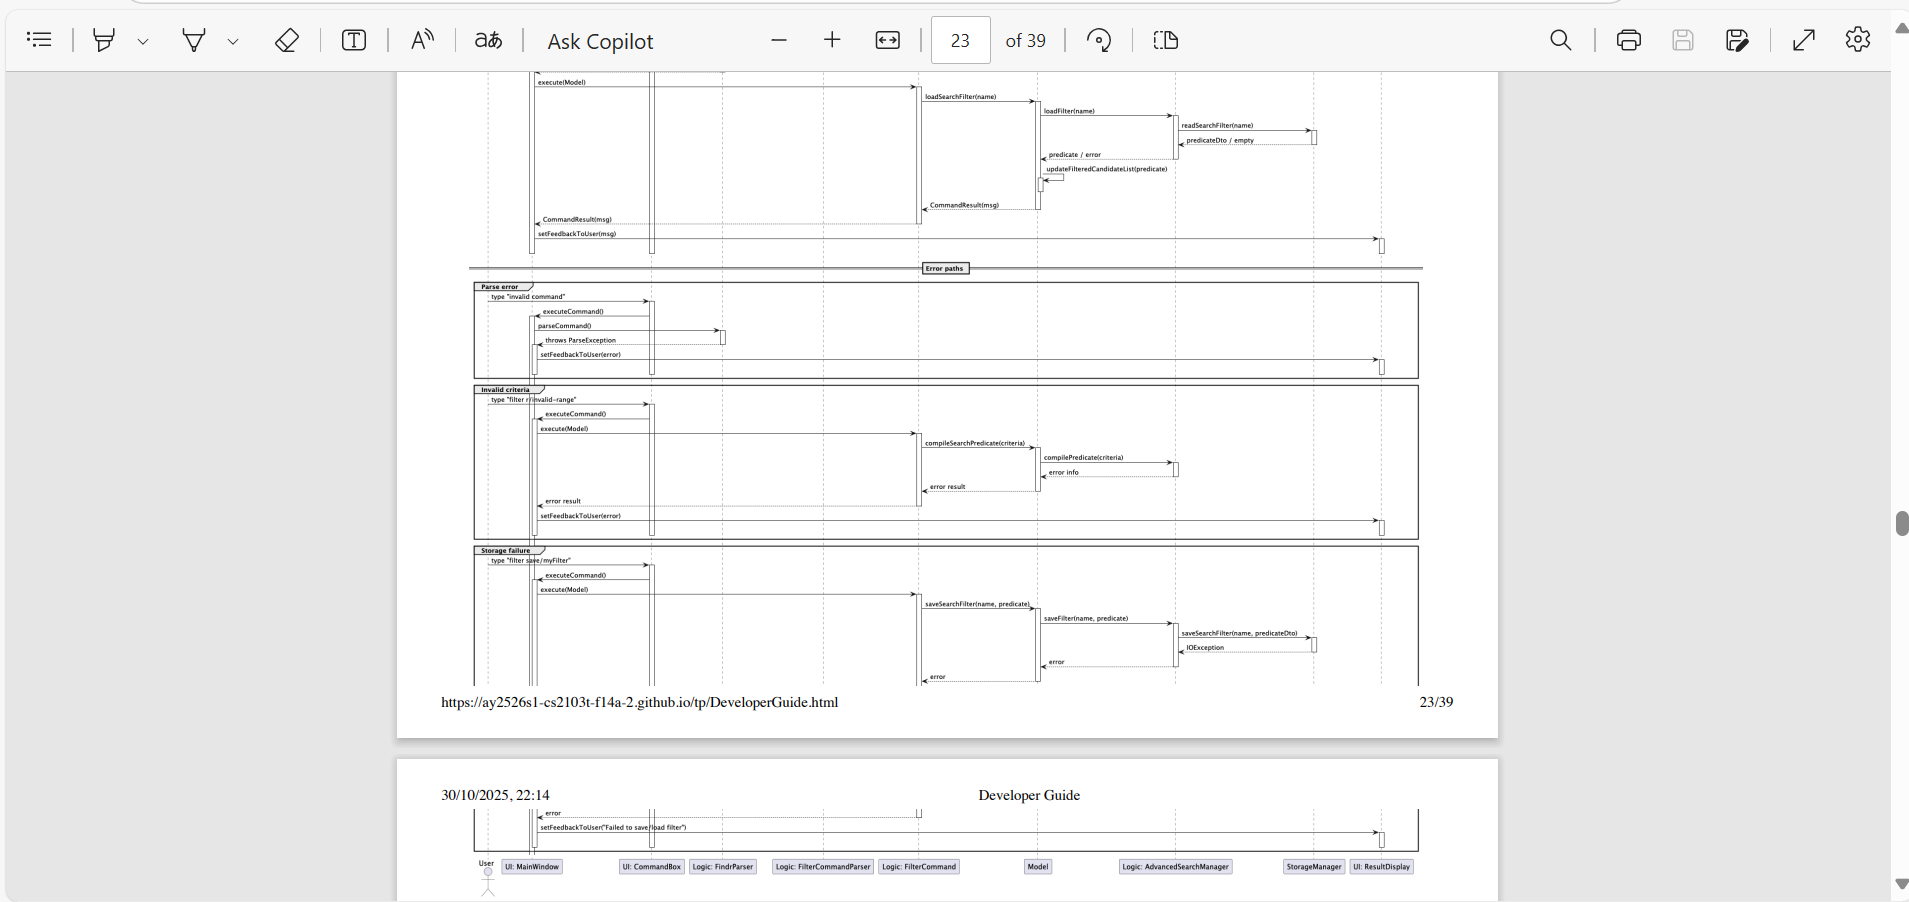 Ask Copilot
23
of 39
execute(Model)
loadSearchFilter(name)
loadFilter(name)
readSearchFilter(name)
predicateDto / empty
predicate / error
updateFilteredCandidateList(predicate)
CommandResult(msg)
CommandResult(msg)
setFeedbackToUser(msg)
Error paths
Parse error
type "invalid command"
executeCommand()
parseCommand()
throws ParseException
setFeedbackToUser(error)
Invalid criteria
type "filter r/invalid-range"
executeCommand()
execute(Model)
compileSearchPredicate(criteria)
compilePredicate(criteria)
error info
error result
error result
setFeedbackToUser(error)
Storage failure
type "filter save/myFilter"
executeCommand()
execute(Model)
saveSearchFilter(name, predicate)
saveFilter(name, predicate)
saveSearchFilter(name, predicateDto)
IOException
error
error
https://ay2526s1-cs2103t-f14a-2.github.io/tp/DeveloperGuide.html 23/39
30/10/2025, 22:14 Developer Guide
error
setFeedbackToUser("Failed to save/load filter")
User
UI: MainWindow
UI: CommandBox
Logic: FindrParser
Logic: FilterCommandParser
Logic: FilterCommand
Model
Logic: AdvancedSearchManager
StorageManager
UI: ResultDisplay